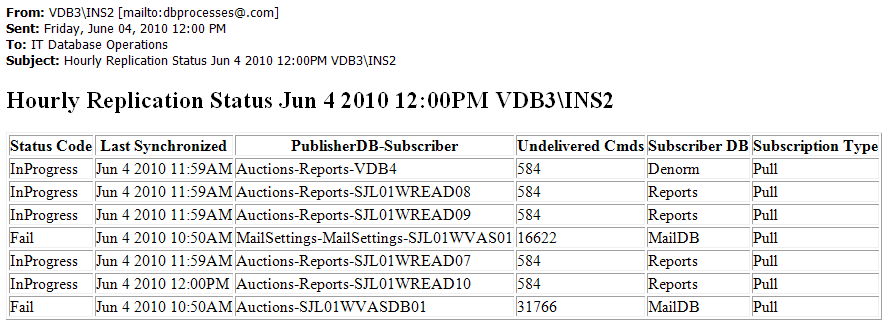 From: VDB3\INS2 [mailto:dbprocesses@.com]
Sent: Friday, June 04, 2010 12:00 PM
To: IT Database Operations
Subject: Hourly Replication Status Jun 4 2010 12:00PM VDB3\INS2
Hourly Replication Status Jun 4 2010 12:00PM VDB3\INS2
Status Code Last Synchronized PublisherDB-Subscriber Undelivered Cmds Subscriber DB Subscription Type
InProgress Jun 4 2010 11:59AM Auctions-Reports-VDB4 584 Denorm Pull
InProgress Jun 4 2010 11:59AM Auctions-Reports-SJL01WREAD08 584 Reports Pull
InProgress Jun 4 2010 11:59AM Auctions-Reports-SJL01WREAD09 584 Reports Pull
Fail Jun 4 2010 10:50AM MailSettings-MailSettings-SJL01WVAS01 16622 MailDB Pull
InProgress Jun 4 2010 11:59AM Auctions-Reports-SJL01WREAD07 584 Reports Pull
InProgress Jun 4 2010 12:00PM Auctions-Reports-SJL01WREAD10 584 Reports Pull
Fail Jun 4 2010 10:50AM Auctions-SJL01WVASDB01 31766 MailDB Pull